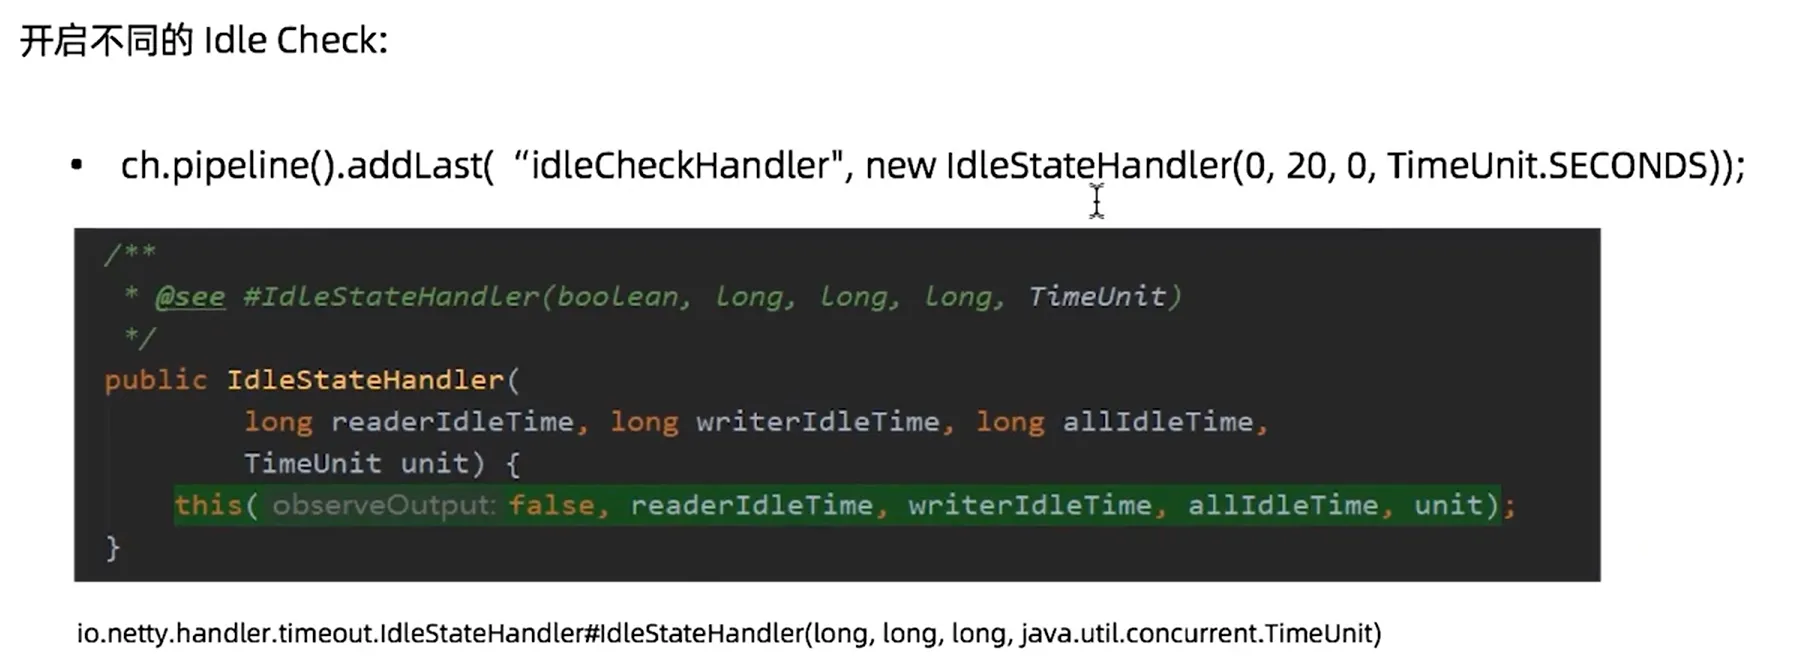 开启不同的 Idle Check:
• ch.pipeline().addLast( “idleCheckHandler", new IdleStateHandler(0, 20, 0, TimeUnit.SECONDS));
/**
* @see #IdleStateHandler(boolean, long, long, long, TimeUnit)
*/
public IdleStateHandler(
long readerIdleTime, long writerIdleTime, long allIdleTime,
TimeUnit unit) {
this( observeOutput: false, readerIdleTime, writerIdleTime, allIdleTime, unit);
}
io.netty.handler.timeout.IdleStateHandler#IdleStateHandler(long, long, long, java.util.concurrent.TimeUnit)